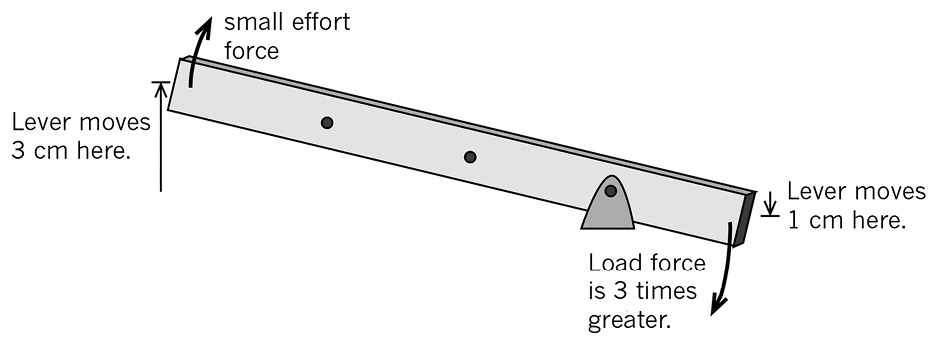 small effort
force
Lever moves
3 cm here.
Lever moves
1 cm here.
Load force
is 3 times
greater.